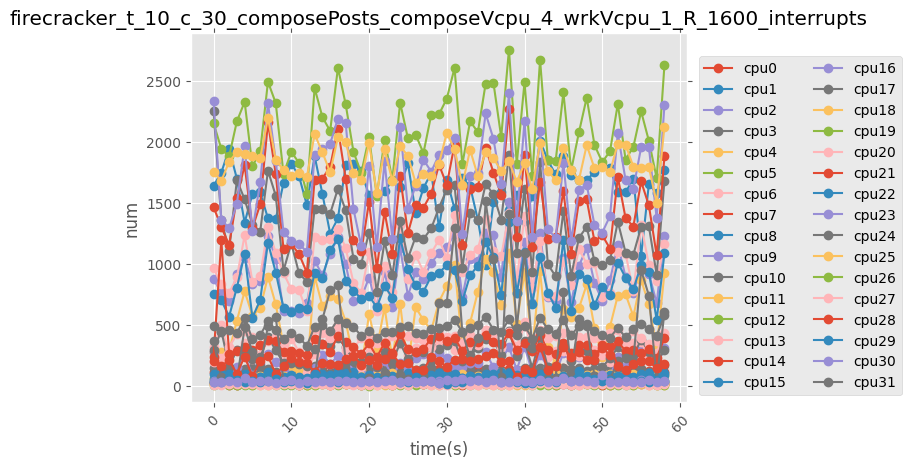 firecracker_t_10_c_30_composePosts_composeVcpu_4_wrkVcpu_1_R_1600_interrupts
num
2500
2000
1500
1000
500
0
0
10
20
30
40
50
60
time(s)
cpu0
cpu1
cpu2
cpu3
cpu4
cpu5
cpu6
cpu7
cpu8
cpu9
cpu10
cpu11
cpu12
cpu13
cpu14
cpu15
cpu16
cpu17
cpu18
cpu19
cpu20
cpu21
cpu22
cpu23
cpu24
cpu25
cpu26
cpu27
cpu28
cpu29
cpu30
cpu31